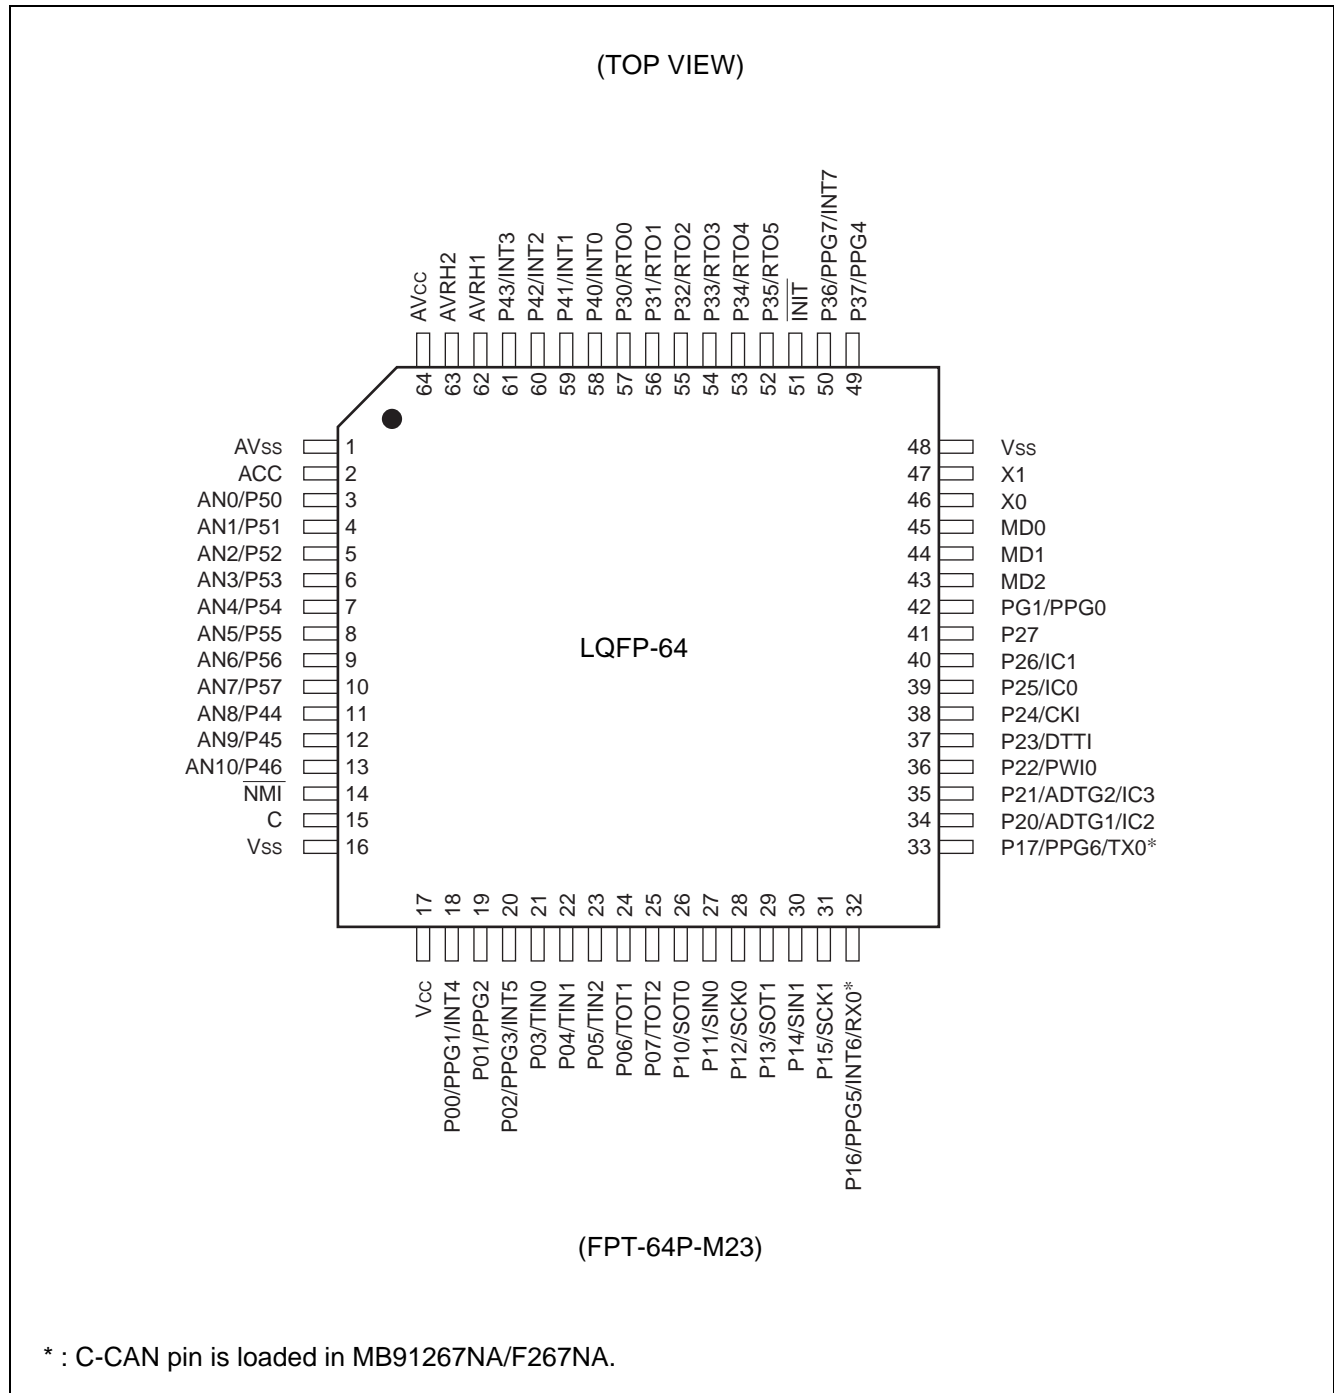 (TOP VIEW)
AVcc
AVRH2
AVRH1
P43/INT3
P42/INT2
P41/INT1
P40/INT0
P30/RTO0
P31/RTO1
P32/RTO2
P33/RTO3
P34/RTO4
P35/RTO5
INIT
P36/PPG7/INT7
P37/PPG4
64
63
62
61
60
59
58
57
56
55
54
53
52
51
50
49
AVss 1
ACC 2
AN0/P50 3
AN1/P51 4
AN2/P52 5
AN3/P53 6
AN4/P54 7
AN5/P55 8
AN6/P56 9
AN7/P57 10
AN8/P44 11
AN9/P45 12
AN10/P46 13
NMI 14
C 15
Vss 16
LQFP-64
48 Vss
47 X1
46 X0
45 MD0
44 MD1
43 MD2
42 PG1/PPG0
41 P27
40 P26/IC1
39 P25/IC0
38 P24/CKI
37 P23/DTTI
36 P22/PWI0
35 P21/ADTG2/IC3
34 P20/ADTG1/IC2
33 P17/PPG6/TX0*
17
18
19
20
21
22
23
24
25
26
27
28
29
30
31
32
Vcc
P00/PPG1/INT4
P01/PPG2
P02/PPG3/INT5
P03/TIN0
P04/TIN1
P05/TIN2
P06/TOT1
P07/TOT2
P10/SOT0
P11/SIN0
P12/SCK0
P13/SOT1
P14/SIN1
P15/SCK1
P16/PPG5/INT6/RX0*
(FPT-64P-M23)
* : C-CAN pin is loaded in MB91267NA/F267NA.